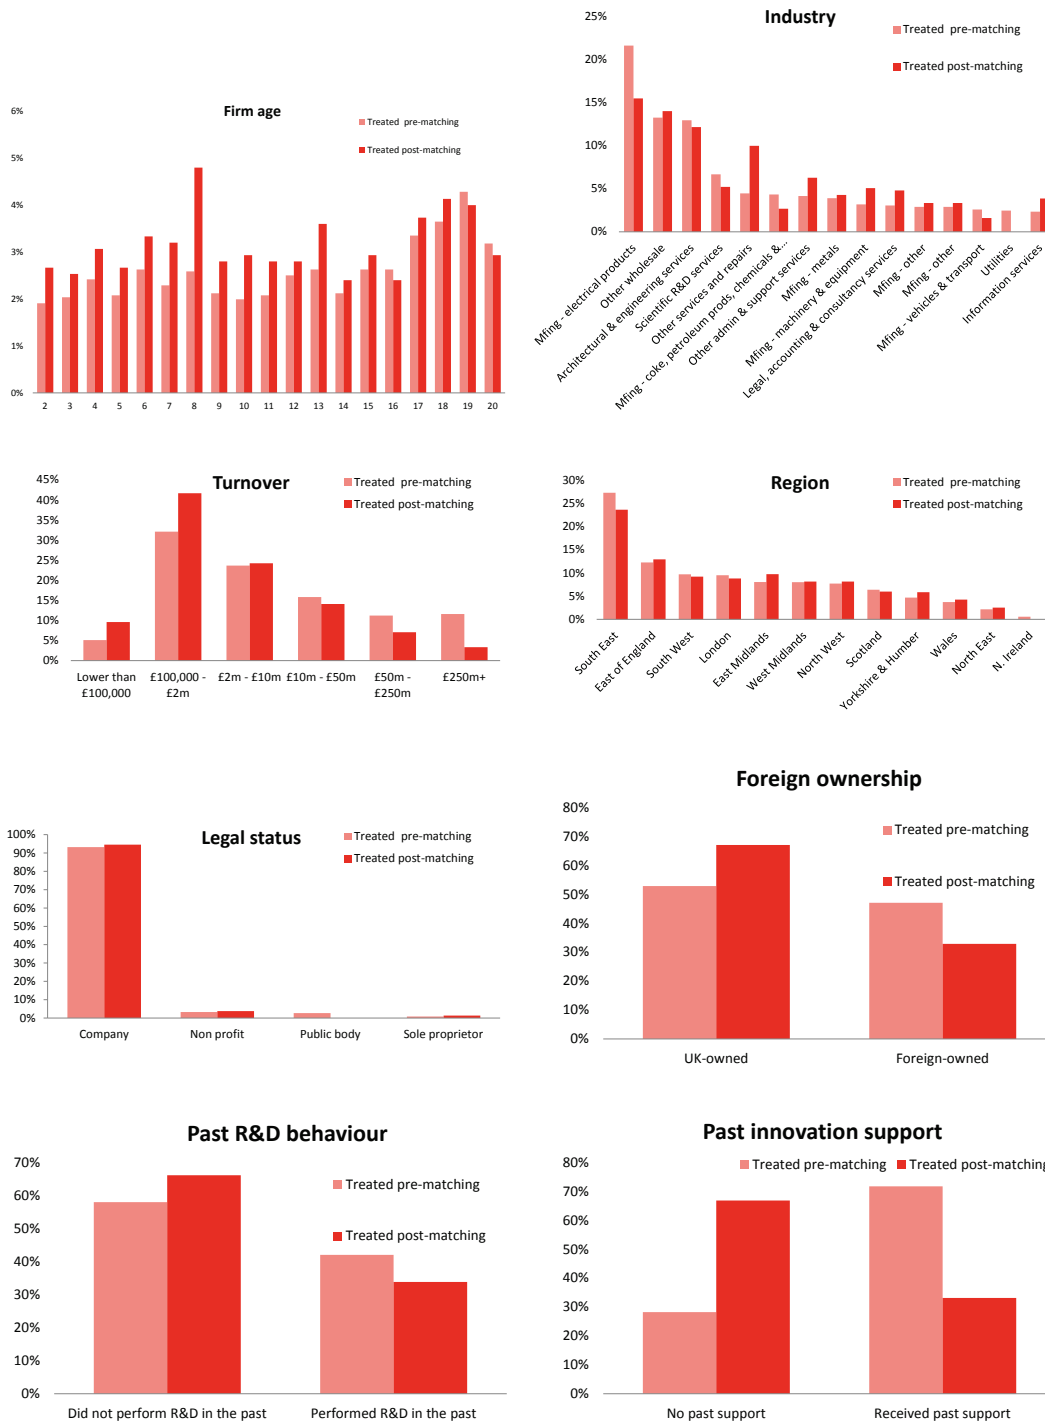 Firm age
Treated pre-matching
Treated post-matching
6%
5%
4%
3%
2%
1%
0%
2 3 4 5 6 7 8 9 10 11 12 13 14 15 16 17 18 19 20
Industry
Treated pre-matching
Treated post-matching
25%
20%
15%
10%
5%
0%
Mfing - electrical products
Other wholesale
Architectural & engineering services
Scientific R&D services
Other services and repairs
Mfing - coke, petroleum prods, chemicals &...
Other admin & support services
Mfing - metals
Mfing - machinery & equipment
Legal, accounting & consultancy services
Mfing - other
Mfing - other
Mfing - vehicles & transport
Utilities
Information services
Turnover
Treated pre-matching
Treated post-matching
45%
40%
35%
30%
25%
20%
15%
10%
5%
0%
Lower than £100,000
£100,000 - £2m
£2m - £10m
£10m - £50m
£50m - £250m
£250m+
Region
Treated pre-matching
Treated post-matching
30%
25%
20%
15%
10%
5%
0%
South East
East of England
South West
London
East Midlands
West Midlands
North West
Scotland
Yorkshire & Humber
Wales
North East
N. Ireland
Legal status
Treated pre-matching
Treated post-matching
100%
90%
80%
70%
60%
50%
40%
30%
20%
10%
0%
Company
Non profit
Public body
Sole proprietor
Foreign ownership
Treated pre-matching
Treated post-matching
80%
70%
60%
50%
40%
30%
20%
10%
0%
UK-owned
Foreign-owned
Past R&D behaviour
Treated pre-matching
Treated post-matching
70%
60%
50%
40%
30%
20%
10%
0%
Did not perform R&D in the past
Performed R&D in the past
Past innovation support
Treated pre-matching
Treated post-matching
80%
70%
60%
50%
40%
30%
20%
10%
0%
No past support
Received past support